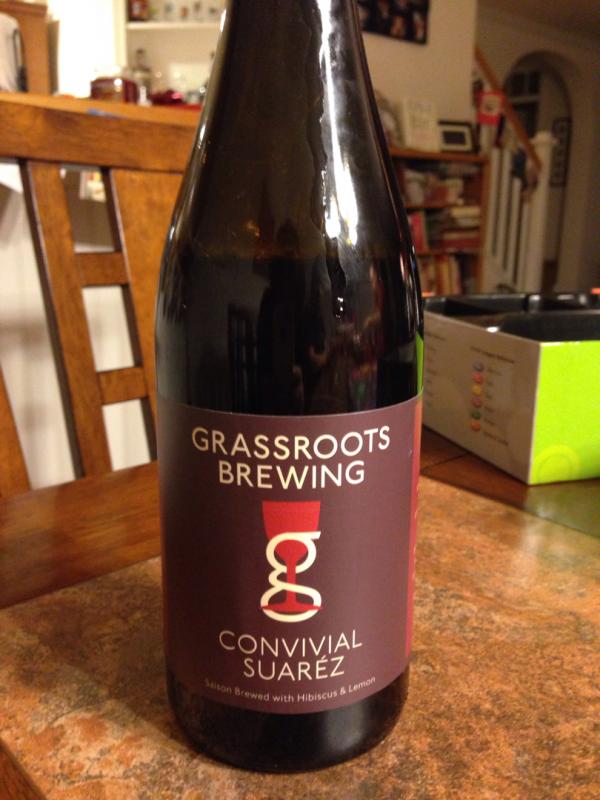 GRASSROOTS
BREWING
g
CONVIVIAL
SUARÉZ
Saison Brewed with Hibiscus & Lemon